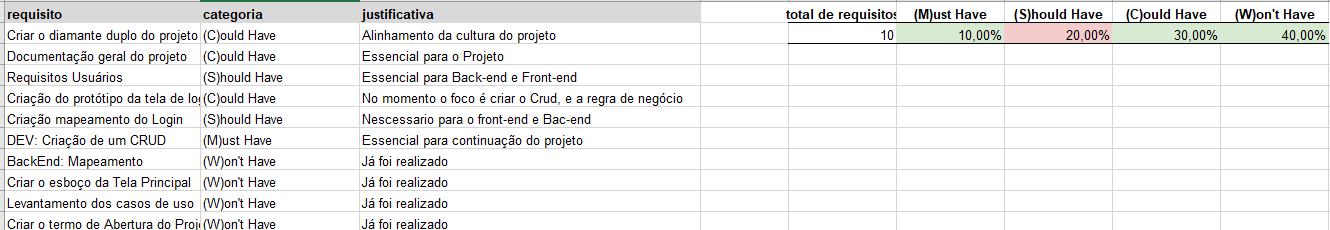 requisito categoria justificativa total de requisitos (M)ust Have (S)hould Have (C)ould Have (W)on't Have
Criar o diamante duplo do projeto (C)ould Have Alinhamento da cultura do projeto 10 10,00% 20,00% 30,00% 40,00%
Documentação geral do projeto (C)ould Have Essencial para o Projeto
Requisitos Usuários (S)hould Have Essencial para Back-end e Front-end
Criação do protótipo da tela de (C)ould Have No momento o foco é criar o Crud, e a regra de negócio
Criação mapeamento do Login (S)hould Have Nescessario para o front-end e Bac-end
DEV: Criação de um CRUD (M)ust Have Essencial para continuação do projeto
BackEnd: Mapeamento (W)on't Have Já foi realizado
Criar o esboço da Tela Principal (W)on't Have Já foi realizado
Levantamento dos casos de uso (W)on't Have Já foi realizado
Criar o termo de Abertura do (W)on't Have Já foi realizado